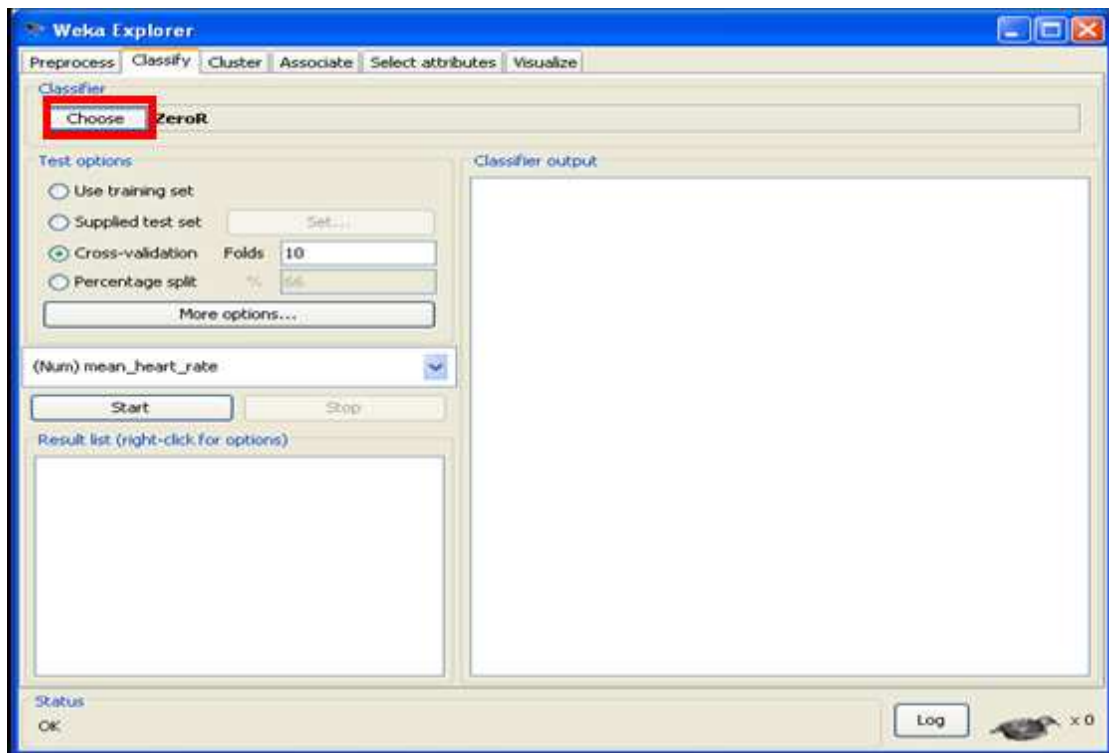 Weka Explorer
Preprocess Classify Cluster Associate Select attributes Visualize
Classifier
Choose ZeroR
Test options
Use training set
Supplied test set Set...
Cross-validation Folds 10
Percentage split % 66
More options...
(Num) mean_heart_rate
Start Stop
Result list (right-click for options)
Classifier output
Status
OK
Log x 0